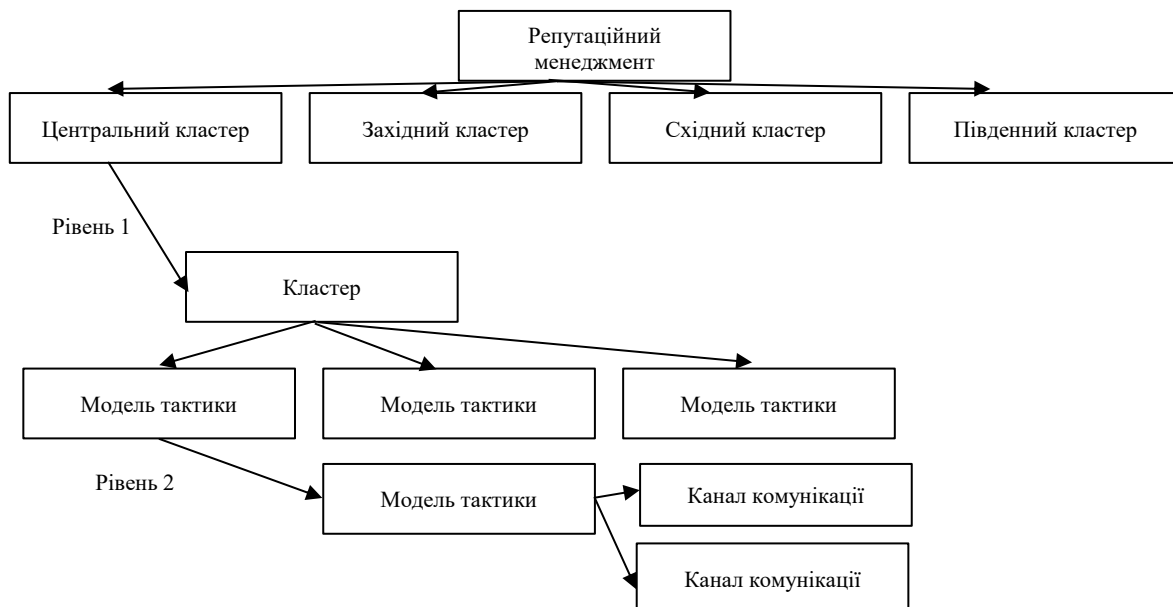 Репутаційний
менеджмент
Центральний кластер
Західний кластер
Східний кластер
Південний кластер
Рівень 1
Кластер
Модель тактики
Модель тактики
Модель тактики
Рівень 2
Модель тактики
Канал комунікації
Канал комунікації